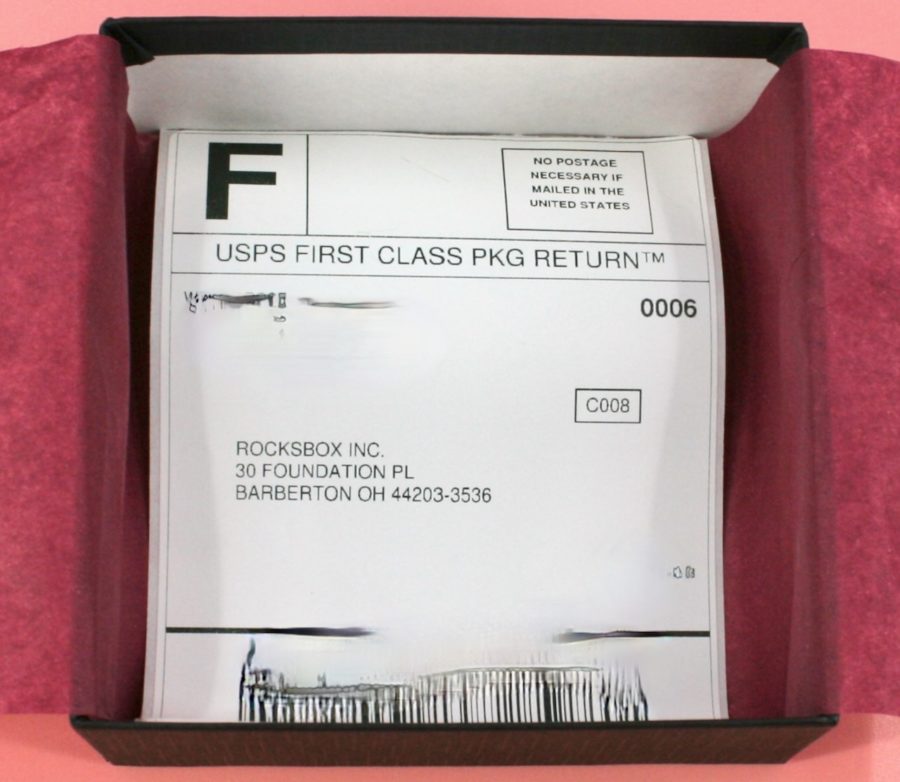 F
NO POSTAGE
NECESSARY IF
MAILED IN THE
UNITED STATES
USPS FIRST CLASS PKG RETURN™
0006
C008
ROCKSBOX INC.
30 FOUNDATION PL
BARBERTON OH 44203-3536